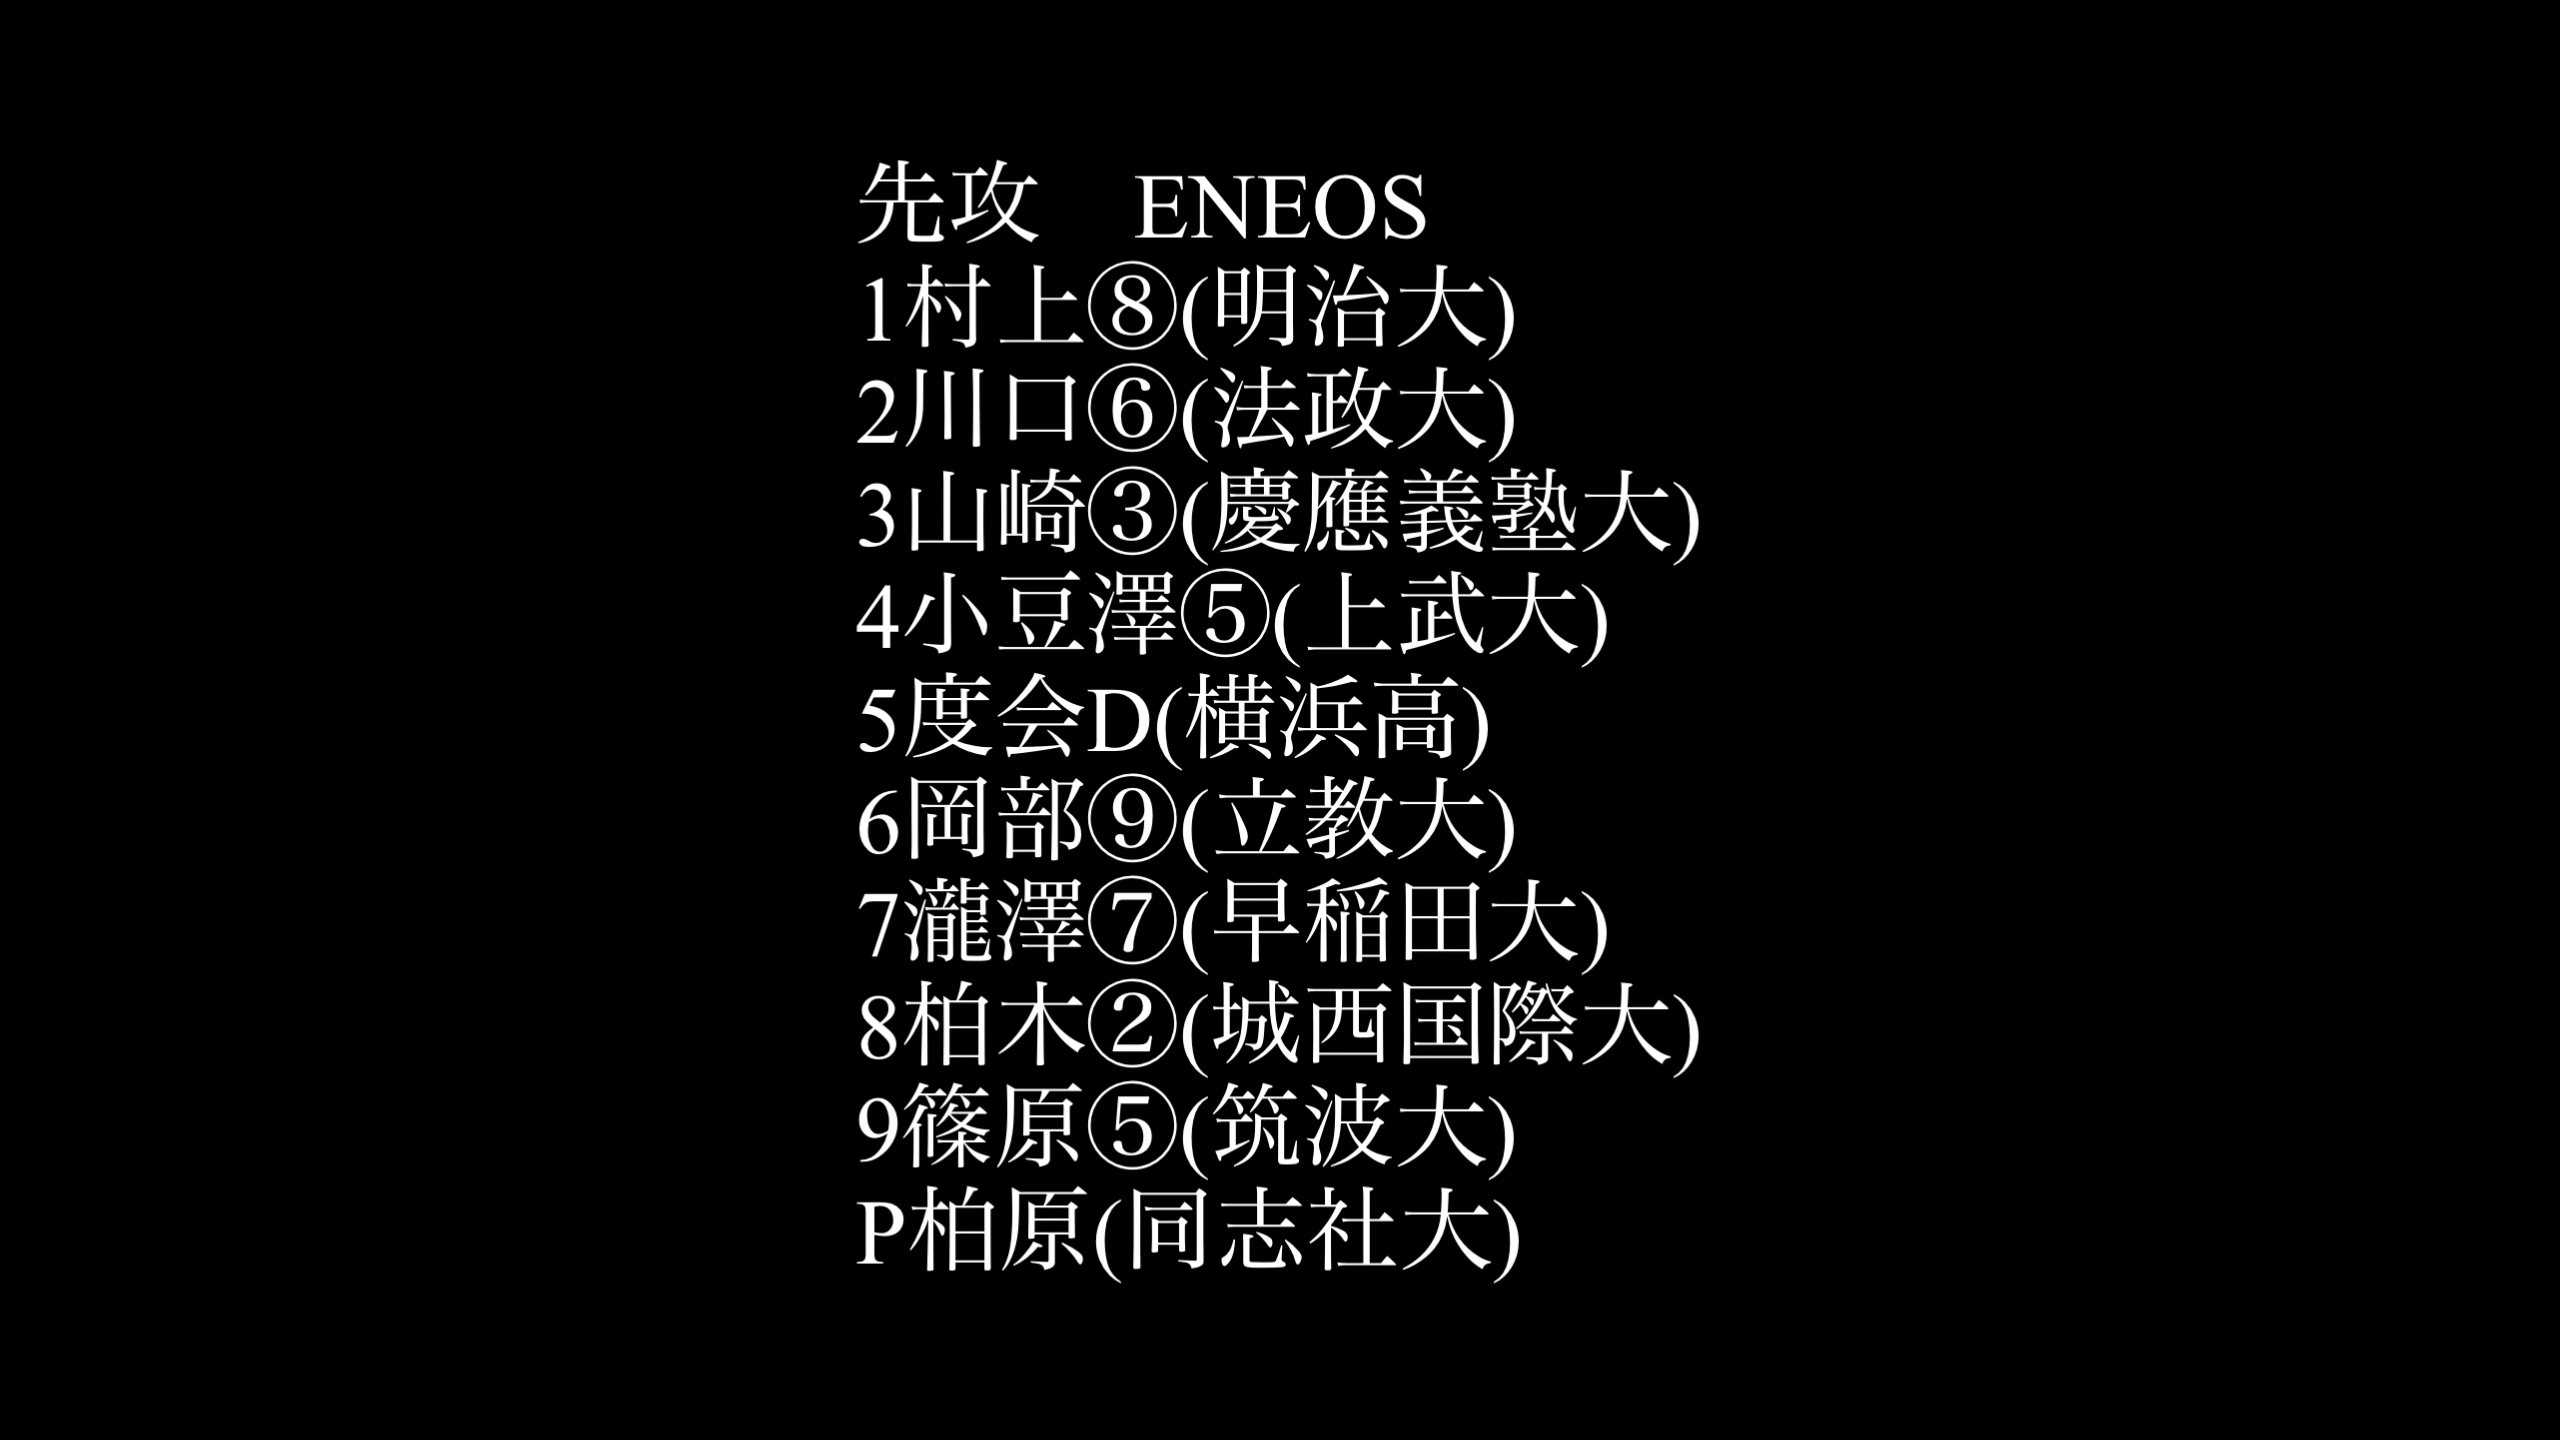 先攻　ENEOS
1村上⑧(明治大)
2川口⑥(法政大)
3山崎③(慶應義塾大)
4小豆澤⑤(上武大)
5度会D(横浜高)
6岡部⑨(立教大)
7瀧澤⑦(早稲田大)
8柏木②(城西国際大)
9篠原⑤(筑波大)
P柏原(同志社大)